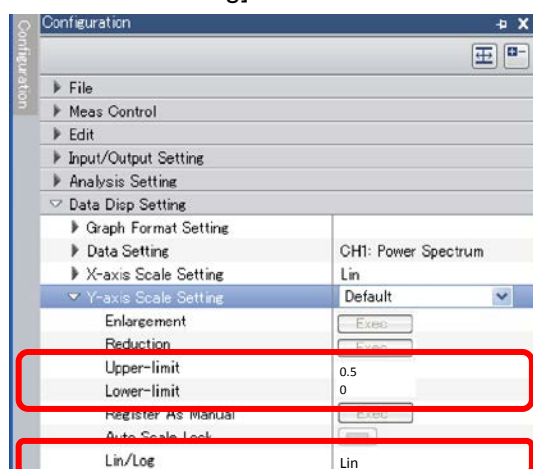 Configuration
Configuration
File
Meas Control
Edit
Input/Output Setting
Analysis Setting
Data Disp Setting
Graph Format Setting
Data Setting CH1: Power Spectrum
X-axis Scale Setting Lin
Y-axis Scale Setting Default
Enlargement Exec
Reduction Exec
Upper-limit 0.5
Lower-limit 0
Register As Manual Exec
Auto Scale Lock
Lin/Log Lin